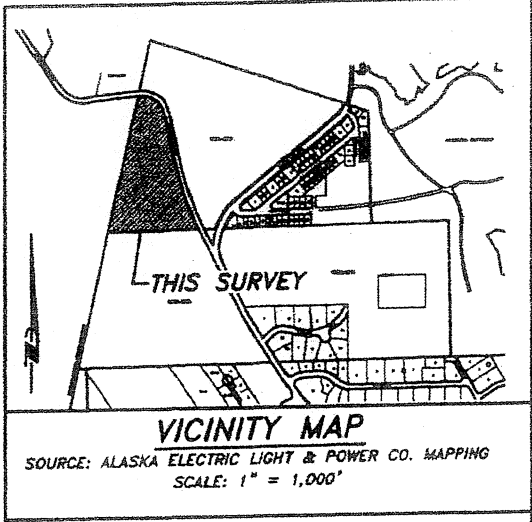 THIS SURVEY
VICINITY MAP
SOURCE: ALASKA ELECTRIC LIGHT & POWER CO. MAPPING
SCALE: 1" = 1,000'